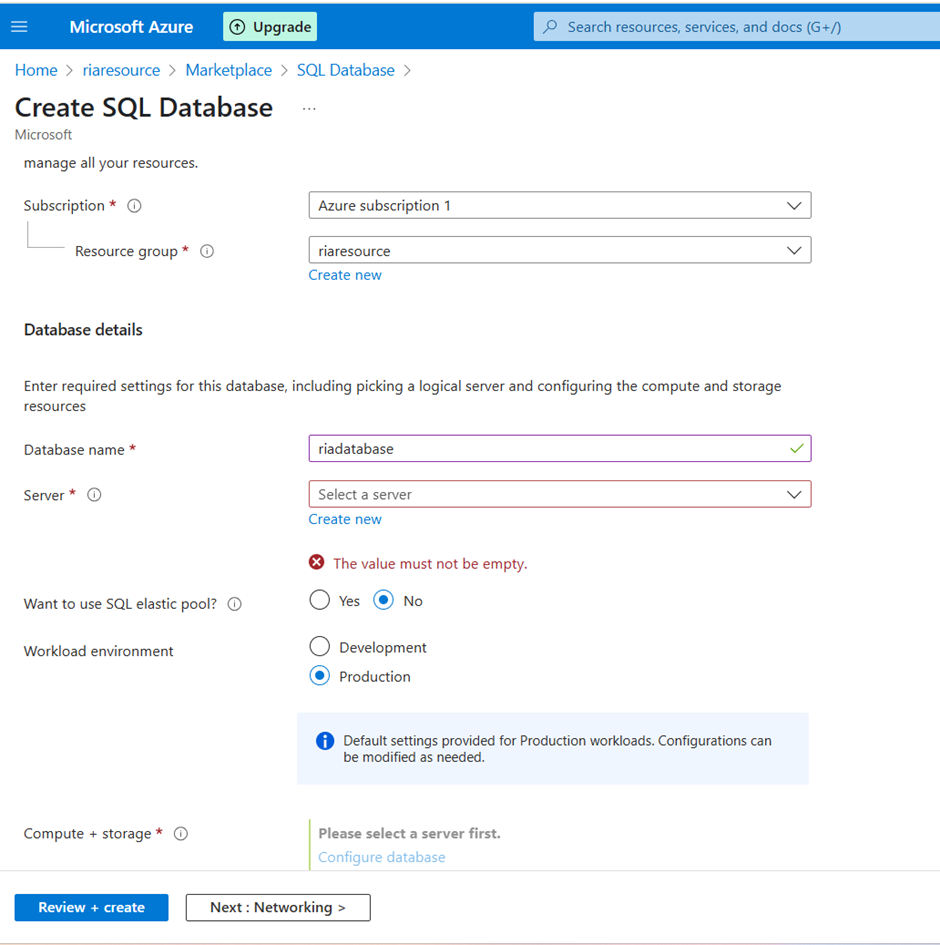 Microsoft Azure
Upgrade
Search resources, services, and docs (G+/)
Home > riaresource > Marketplace > SQL Database >
Create SQL Database ...
Microsoft
manage all your resources.
Subscription *
Azure subscription 1
Resource group *
riaresource
Create new
Database details
Enter required settings for this database, including picking a logical server and configuring the compute and storage
resources
Database name *
riadatabase
Server *
Select a server
Create new
The value must not be empty.
Want to use SQL elastic pool?
Yes No
Workload environment
Development
Production
Default settings provided for Production workloads. Configurations can
be modified as needed.
Compute + storage *
Please select a server first.
Configure database
Review + create
Next : Networking >